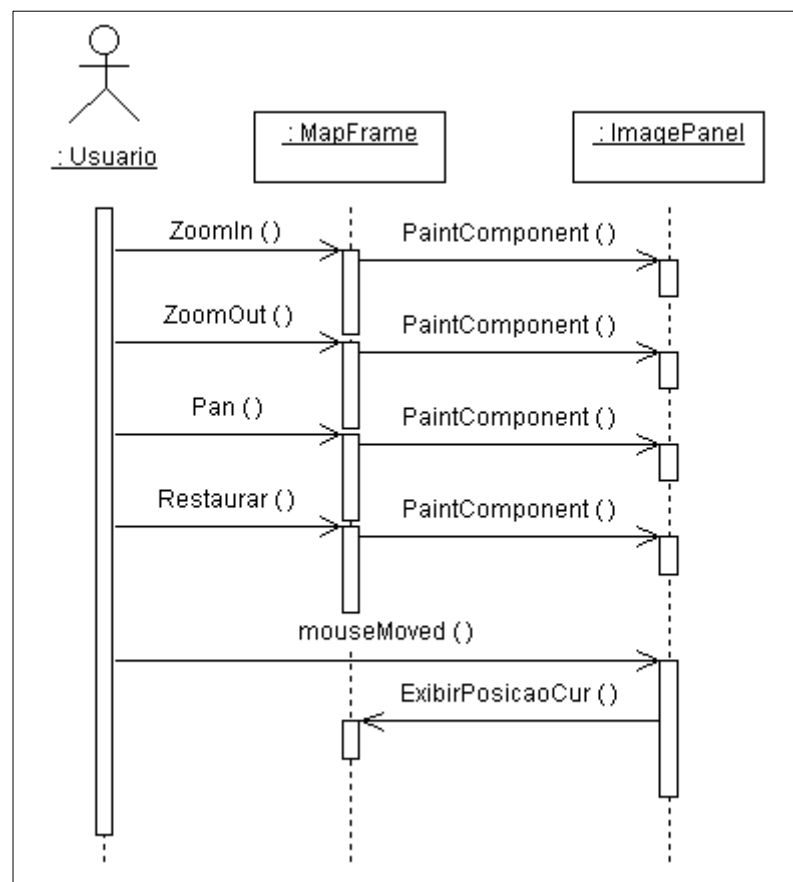 : Usuario
: MapFrame
: ImagePanel
ZoomIn ( )
PaintComponent ( )
ZoomOut ( )
PaintComponent ( )
Pan ( )
PaintComponent ( )
Restaurar ( )
PaintComponent ( )
mouseMoved ( )
ExibirPosicaoCur ( )